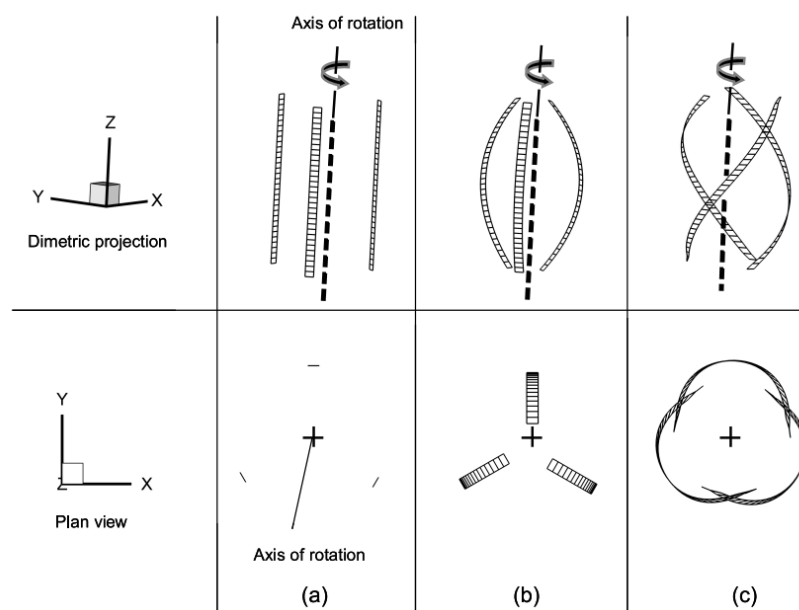 Axis of rotation
Z
Y
X
Dimetric projection
Y
Z
X
Plan view
Axis of rotation
(a)
(b)
(c)